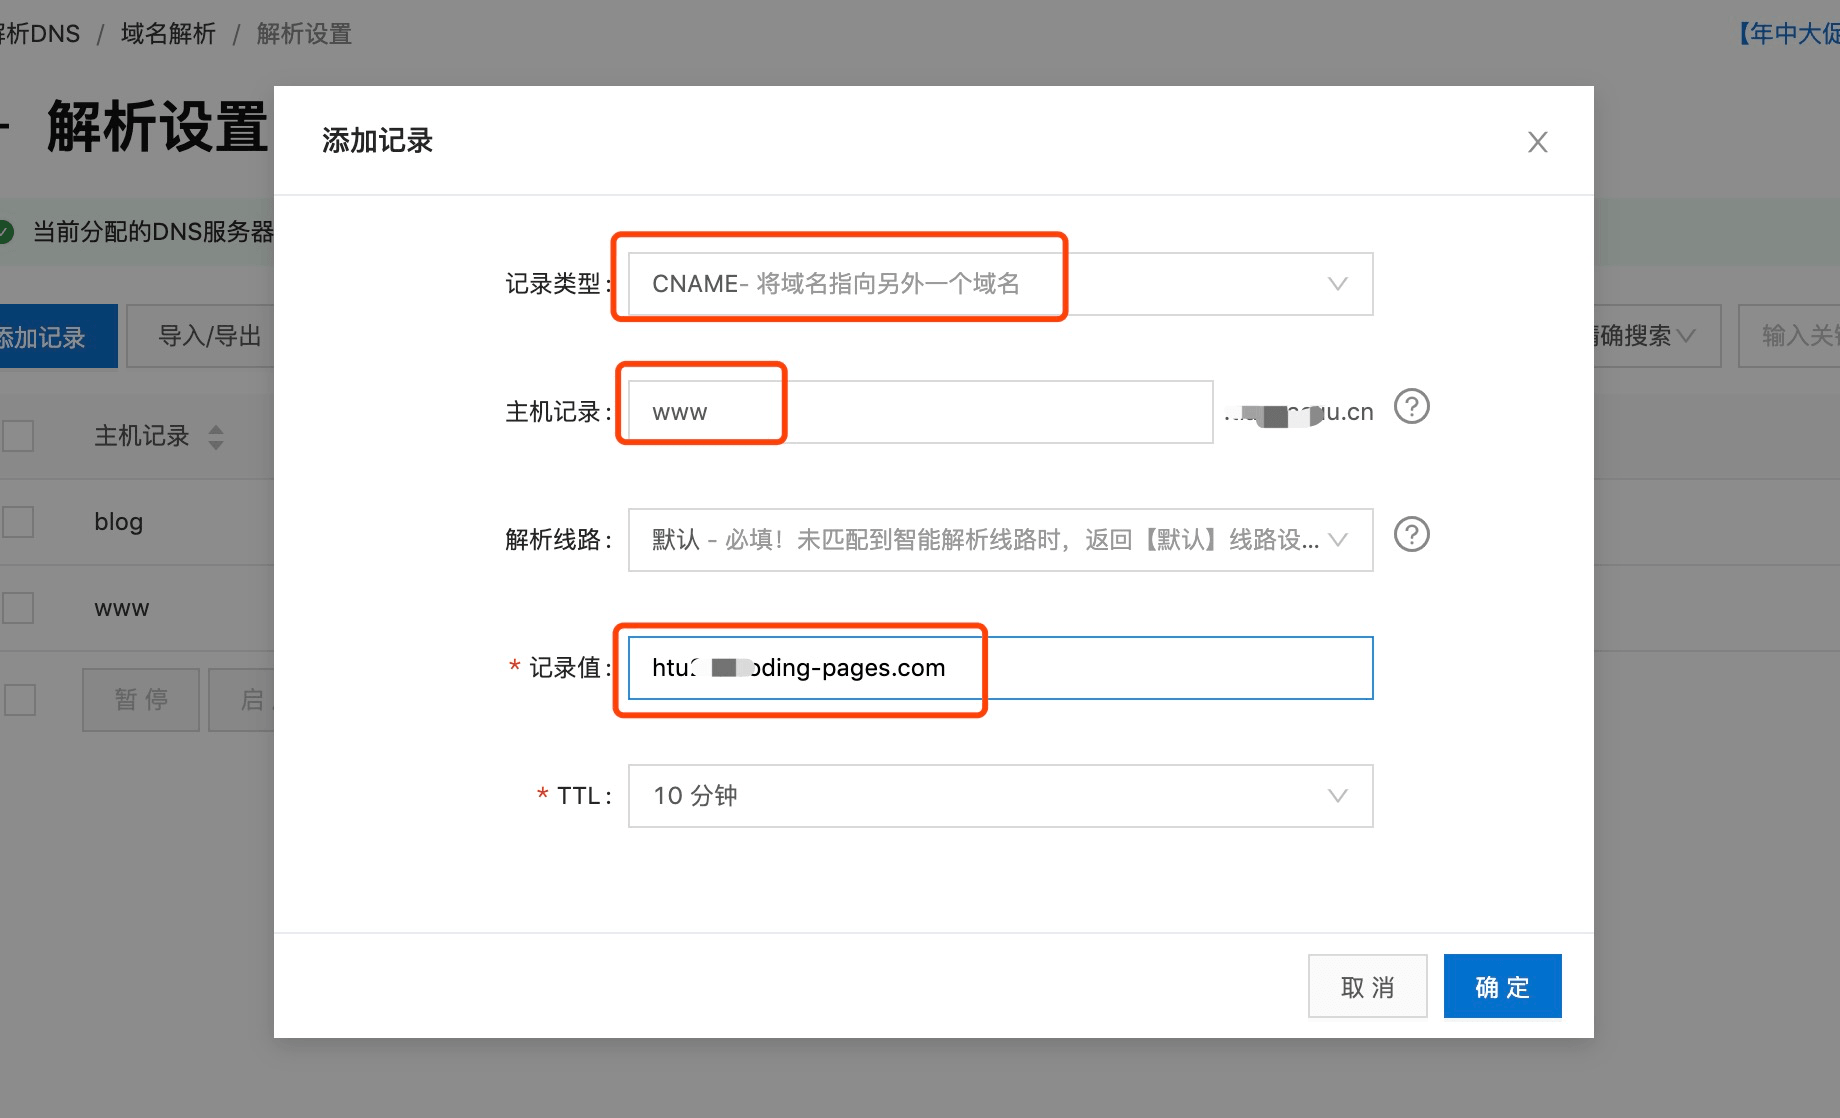 解析DNS / 域名解析 / 解析设置
【年中大促
解析设置
添加记录
当前分配的DNS服务器
记录类型: CNAME- 将域名指向另外一个域名
添加记录 导入/导出 精确搜索 输入关键
主机记录: www u.cn
主机记录
解析线路: 默认 - 必填！未匹配到智能解析线路时，返回【默认】线路设...
blog
www
* 记录值: htu oding-pages.com
暂 停 启
* TTL: 10 分钟
取 消 确 定